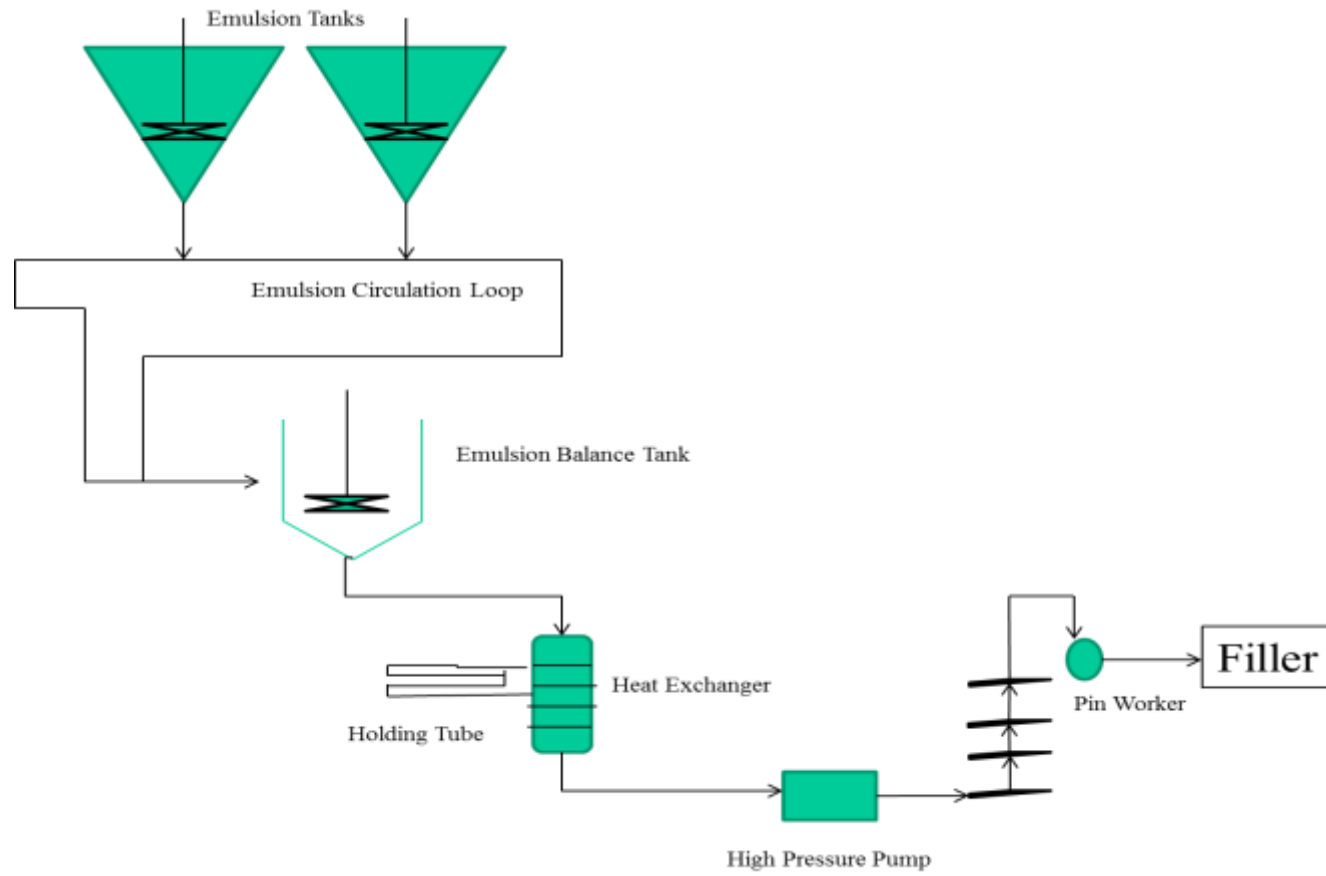 Emulsion Tanks
Emulsion Circulation Loop
Emulsion Balance Tank
Heat Exchanger
Holding Tube
Filler
Pin Worker
High Pressure Pump